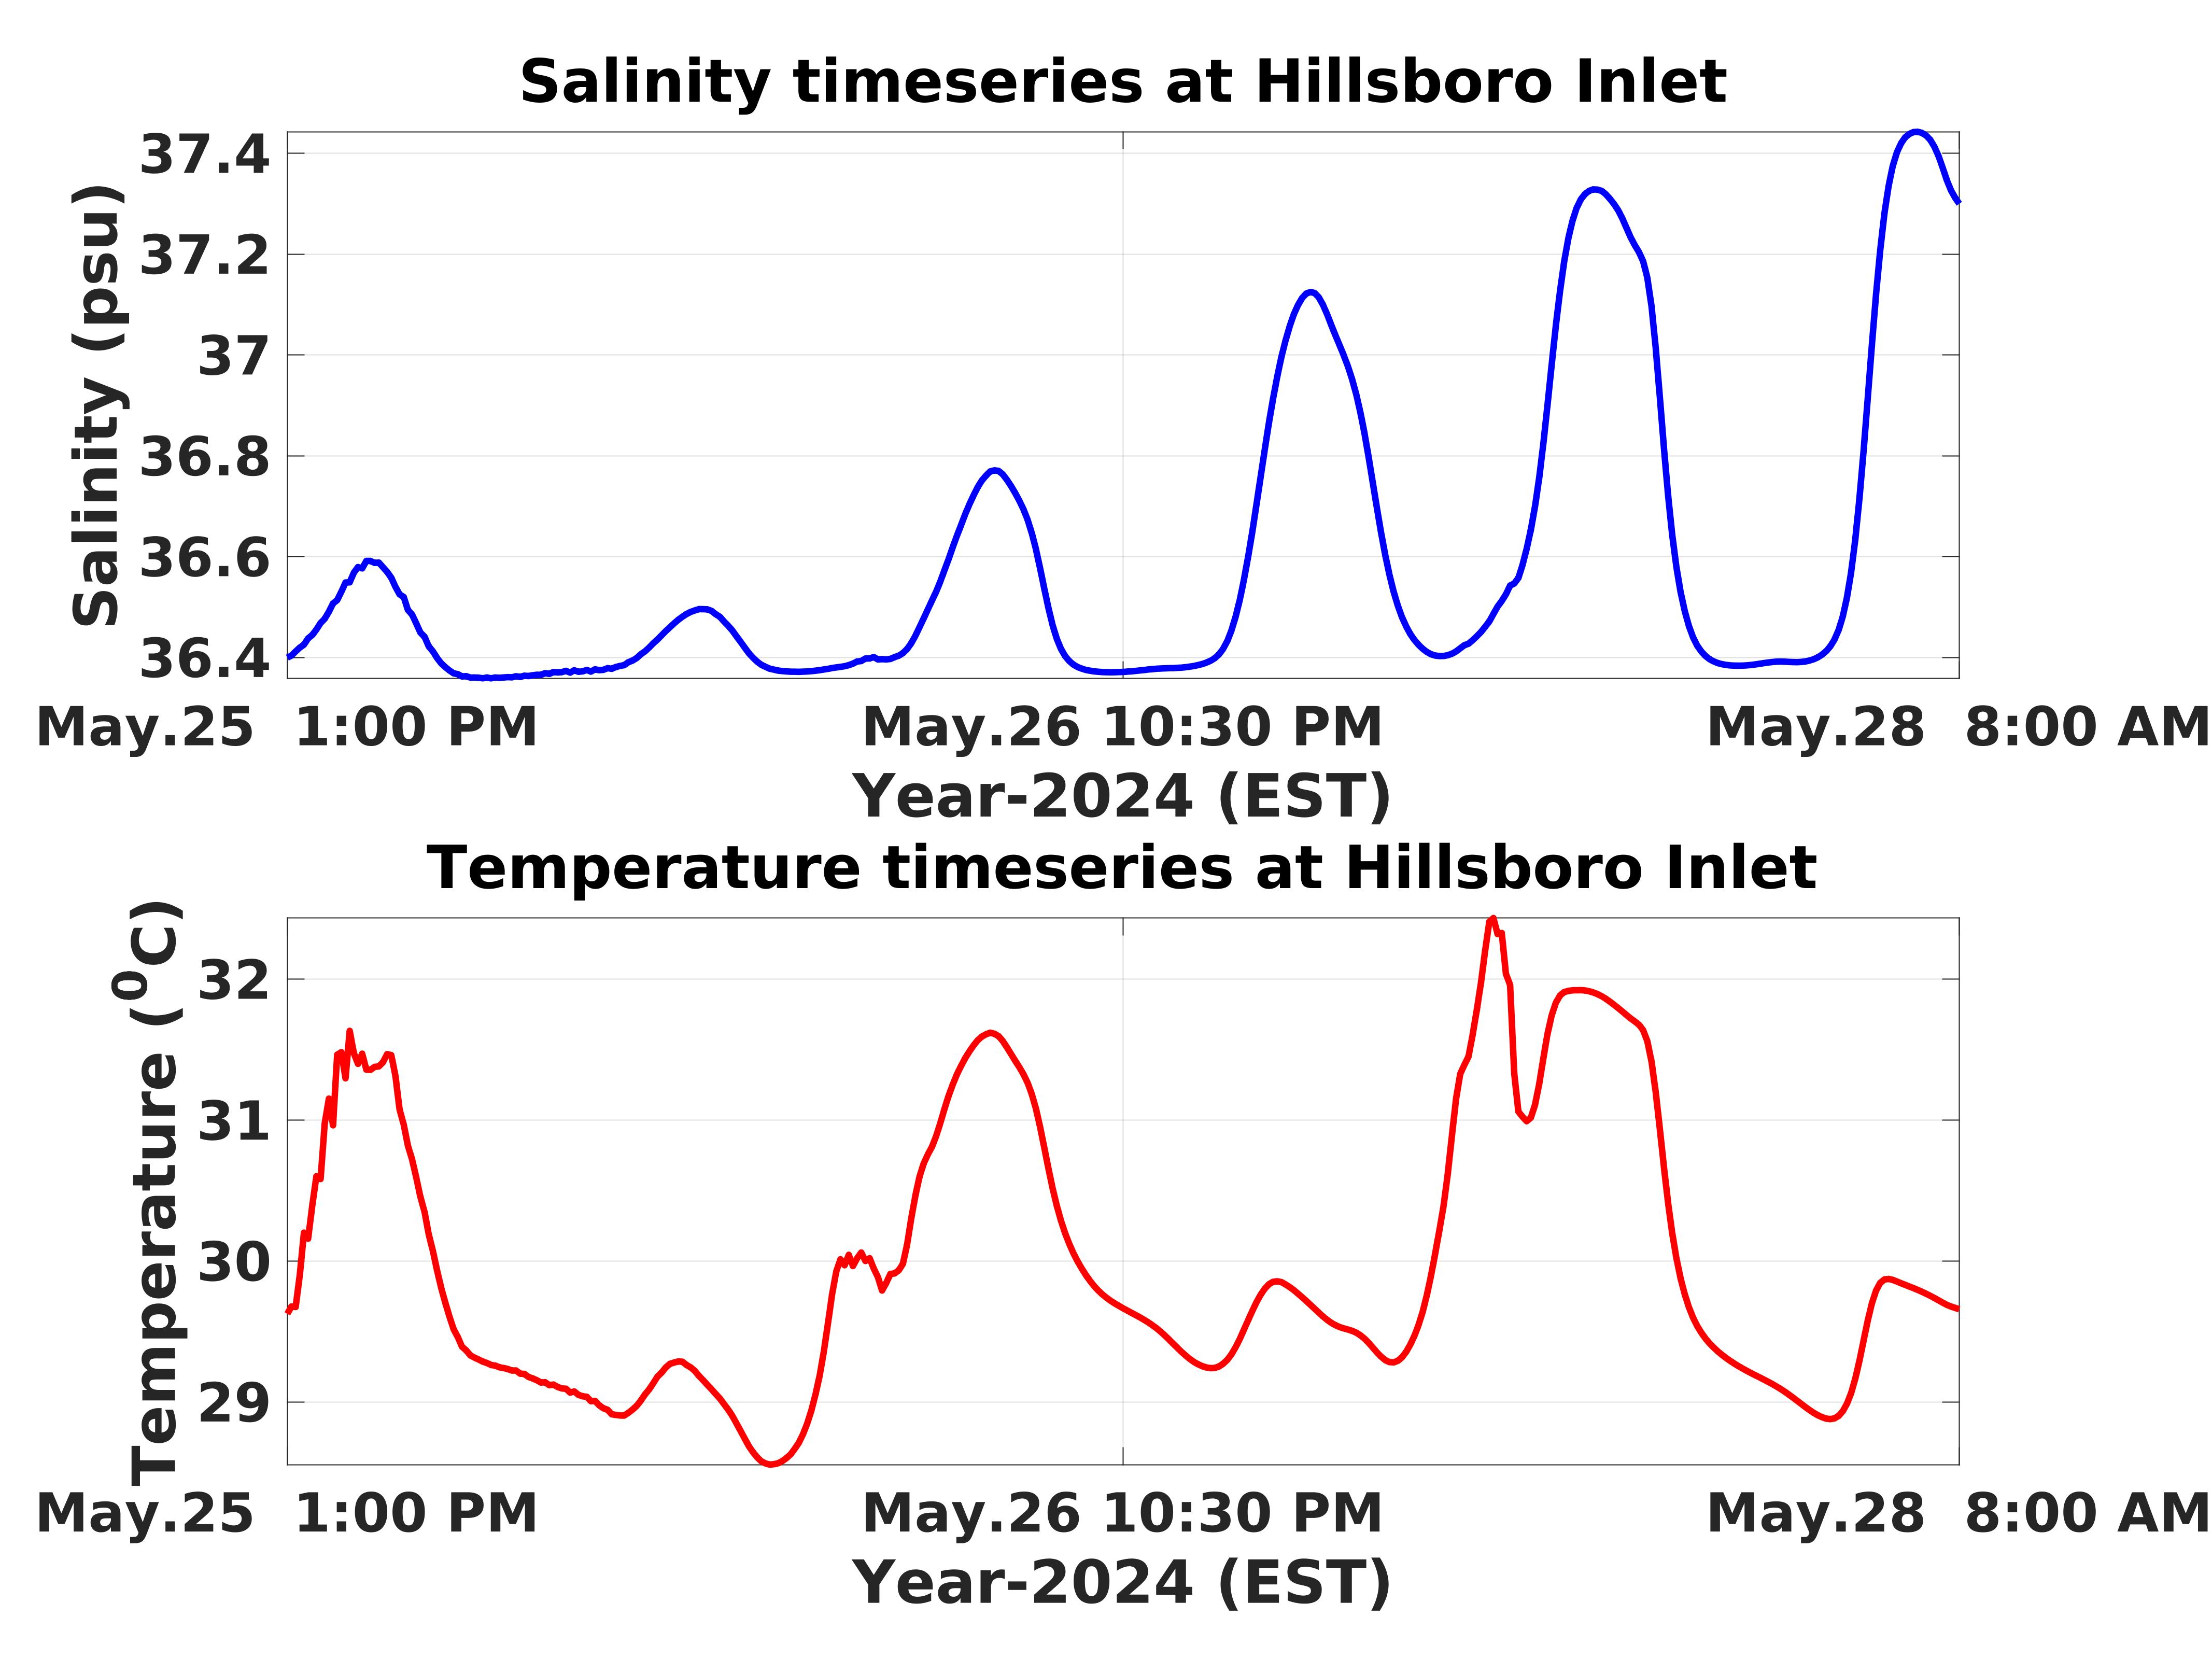 Salinity timeseries at Hillsboro Inlet
Salinity (psu)
37.4
37.2
37
36.8
36.6
36.4
May.25 1:00 PM
May.26 10:30 PM
May.28 8:00 AM
Year-2024 (EST)
Temperature timeseries at Hillsboro Inlet
Temperature (⁰C)
32
31
30
29
May.25 1:00 PM
May.26 10:30 PM
May.28 8:00 AM
Year-2024 (EST)